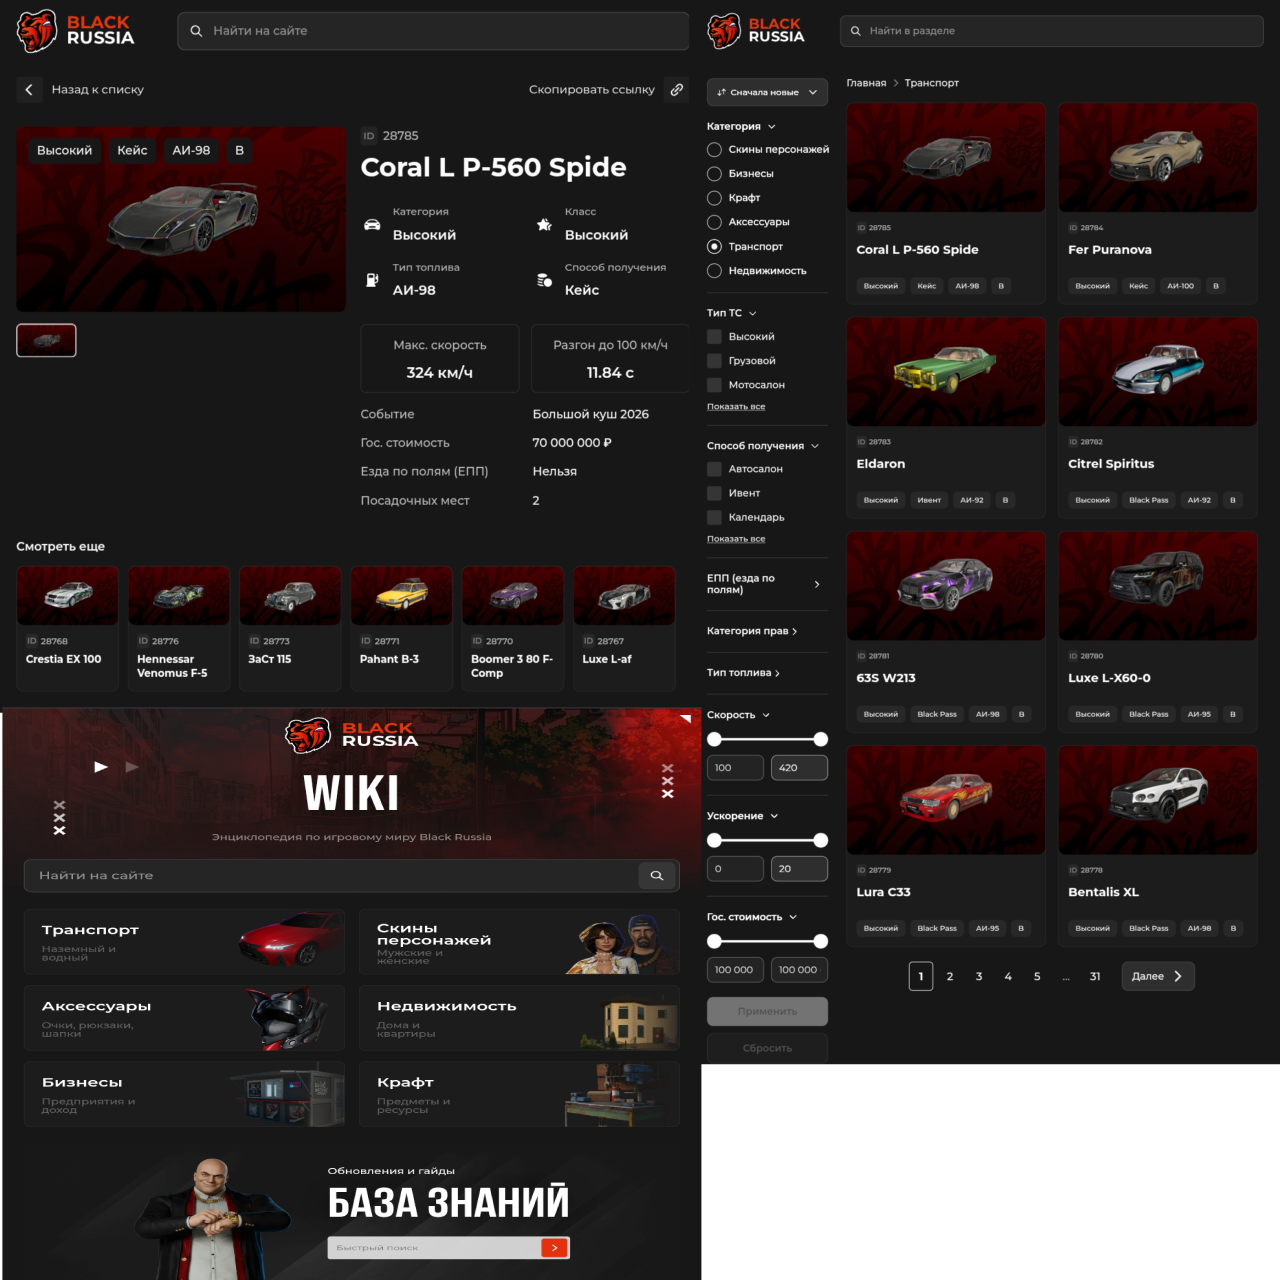 BLACK
RUSSIA
Найти на сайте
Назад к списку
Скопировать ссылку
Высокий
Кейс
АИ-98
B
ID 28785
Coral L P-560 Spide
Категория
Высокий
Класс
Высокий
Тип топлива
АИ-98
Способ получения
Кейс
Макс. скорость
324 км/ч
Разгон до 100 км/ч
11.84 с
Событие
Большой куш 2026
Гос. стоимость
70 000 000 ₽
Езда по полям (ЕПП)
Нельзя
Посадочных мест
2
Смотреть еще
ID 28768
Crestia EX 100
ID 28776
Hennessar
Venomus F-5
ID 28773
ЗаСт 115
ID 28771
Pahant B-3
ID 28770
Boomer 3 80 F-
Comp
ID 28767
Luxe L-af
BLACK
RUSSIA
Найти в разделе
Сначала новые
Категория
Скины персонажей
Бизнесы
Крафт
Аксессуары
Транспорт
Недвижимость
Тип ТС
Высокий
Грузовой
Мотосалон
Показать все
Способ получения
Автосалон
Ивент
Календарь
Показать все
ЕПП (езда по
полям)
Категория прав
Тип топлива
Скорость
100
420
Ускорение
0
20
Гос. стоимость
100 000
100 000
Применить
Сбросить
Главная > Транспорт
ID 28785
Coral L P-560 Spide
Высокий Кейс АИ-98 B
ID 28784
Fer Puranova
Высокий Кейс АИ-100 B
ID 28783
Eldaron
Высокий Ивент АИ-92 B
ID 28782
Citrel Spiritus
Высокий Black Pass АИ-92 B
ID 28781
63S W213
Высокий Black Pass АИ-98 B
ID 28780
Luxe L-X60-0
Высокий Black Pass АИ-95 B
ID 28779
Lura C33
Высокий Black Pass АИ-95 B
ID 28778
Bentalis XL
Высокий Black Pass АИ-98 B
1 2 3 4 5 ... 31 Далее
BLACK
RUSSIA
WIKI
Энциклопедия по игровому миру Black Russia
Найти на сайте
Транспорт
Наземный и
водный
Скины
персонажей
Мужские и
женские
Аксессуары
Очки, рюкзаки,
шапки
Недвижимость
Дома и
квартиры
Бизнесы
Предприятия и
доход
Крафт
Предметы и
ресурсы
Обновления и гайды
БАЗА ЗНАНИЙ
Быстрый поиск